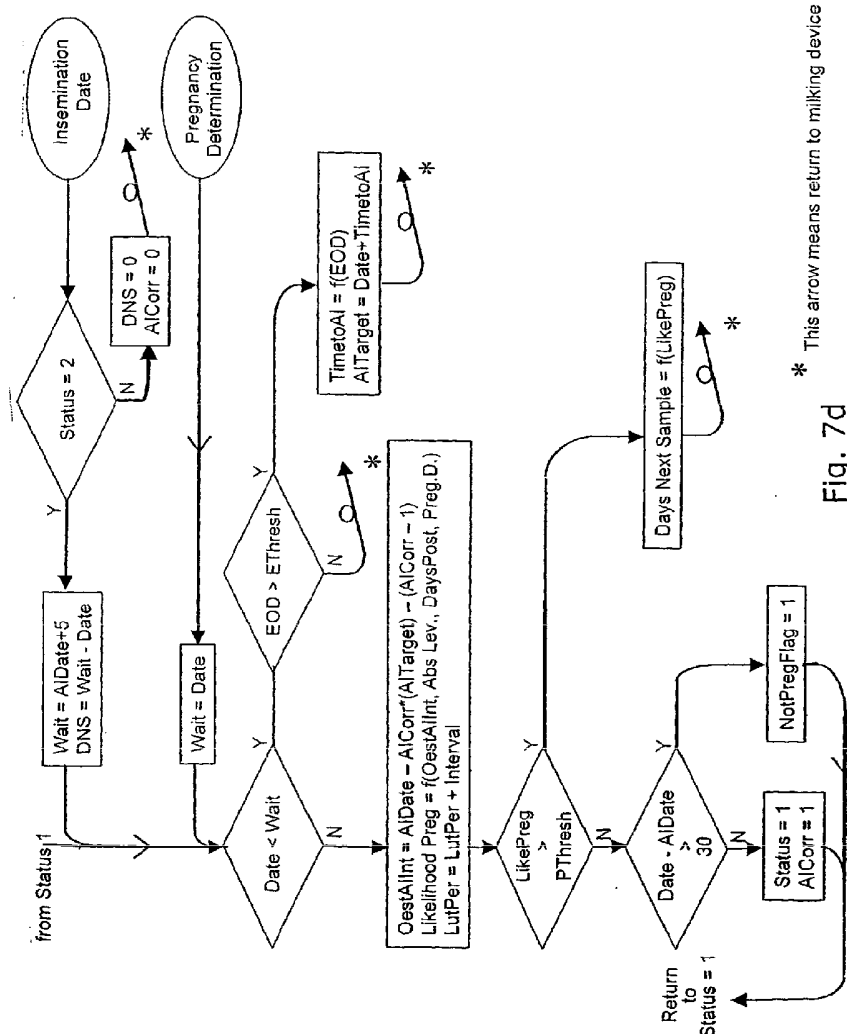 from Status 1
Wait = AIDate+5
DNS = Wait - Date
Y
Status = 2
N
DNS = 0
AICorr = 0
*
Insemination
Date
Wait = Date
Pregnancy
Determination
Date < Wait
Y
N
EOD > EThresh
Y
N
*
TimetoAI = f(EOD)
AITarget = Date+TimetoAI
*
OestAIInt = AIDate – AICorr*(AITarget) – (AICorr – 1)
Likelihood Preg = f(OestAIInt, Abs Lev., DaysPost, Preg.D.)
LutPer = LutPer + Interval
LikePreg
>
PThresh
Y
N
Days Next Sample = f(LikePreg)
*
Date - AIDate
>
30
Y
N
Status = 1
AICorr = 1
NotPregFlag = 1
Return
to
Status = 1
* This arrow means return to milking device
Fig. 7d